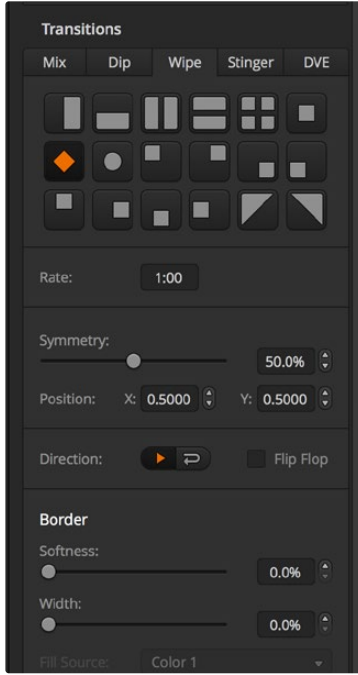 Transitions
Mix Dip Wipe Stinger DVE
Rate: 1:00
Symmetry:
50.0%
Position: X: 0.5000 Y: 0.5000
Direction: Flip Flop
Border
Softness:
0.0%
Width:
0.0%
Fill Source: Color 1